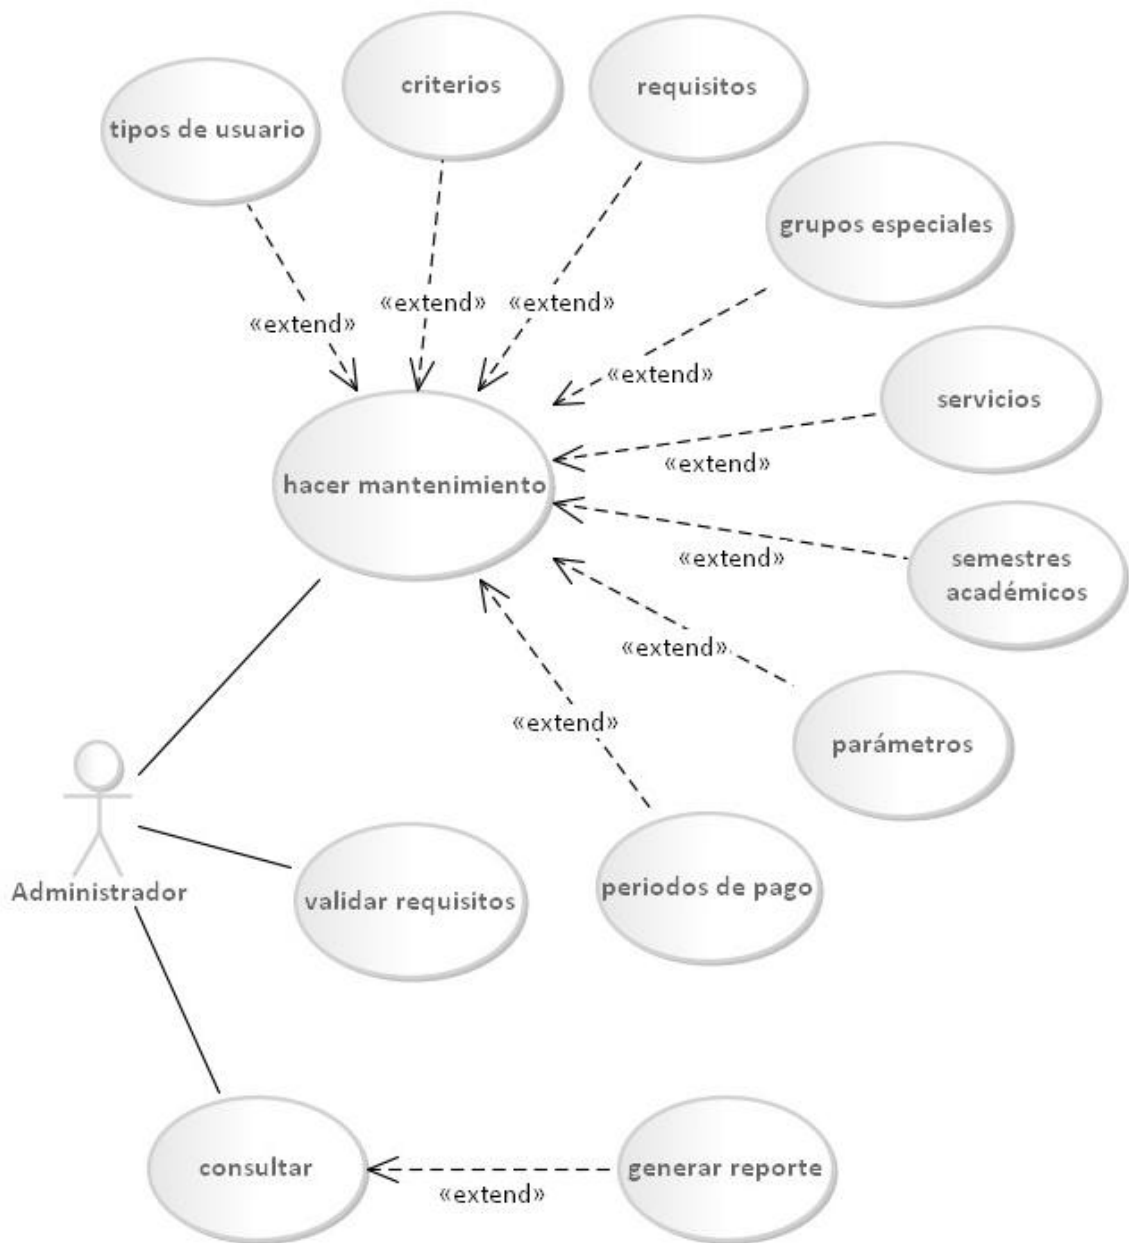 criterios
requisitos
tipos de usuario
grupos especiales
«extend»
«extend»
«extend»
«extend»
servicios
«extend»
hacer mantenimiento
semestres
académicos
«extend»
«extend»
«extend»
parámetros
Administrador
validar requisitos
periodos de pago
consultar
generar reporte
«extend»